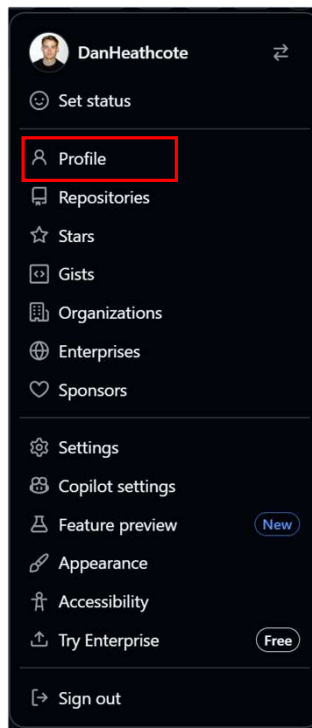 DanHeathcote
Set status
Profile
Repositories
Stars
Gists
Organizations
Enterprises
Sponsors
Settings
Copilot settings
Feature preview New
Appearance
Accessibility
Try Enterprise Free
Sign out